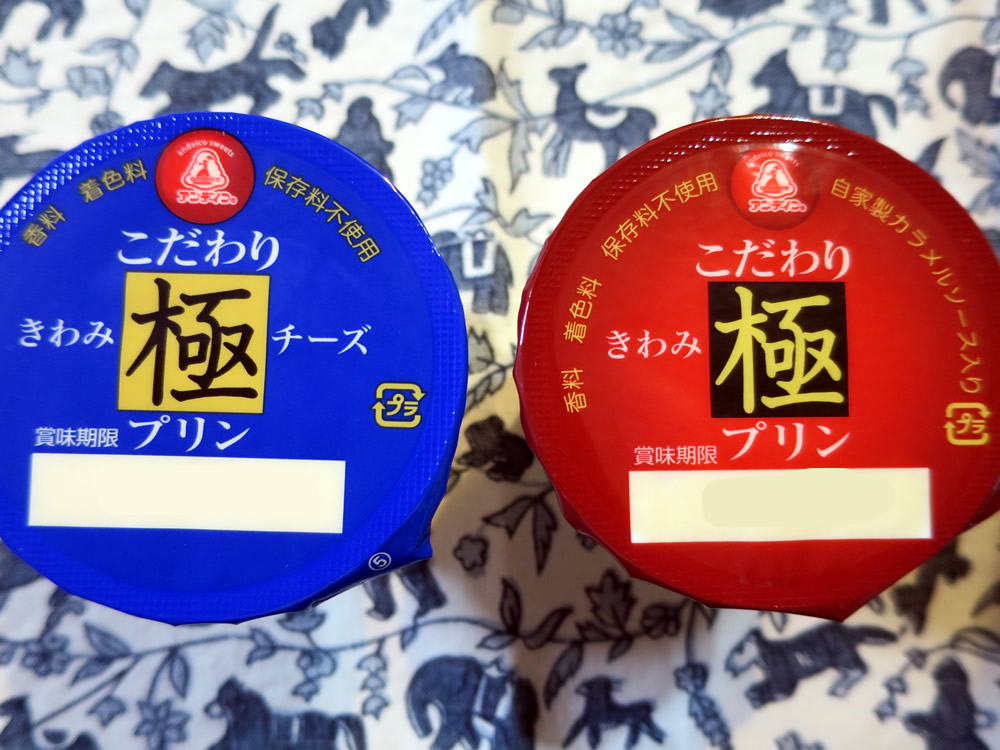 香料 着色料 保存料不使用
andeico sweets
アンデイコ®
こだわり
きわみ 極 チーズ
プリン
賞味期限
プラ
⑤
香料 着色料 保存料不使用
andeico sweets
アンデイコ®
自家製カラメルソース入り
こだわり
きわみ 極
プリン
賞味期限
プラ